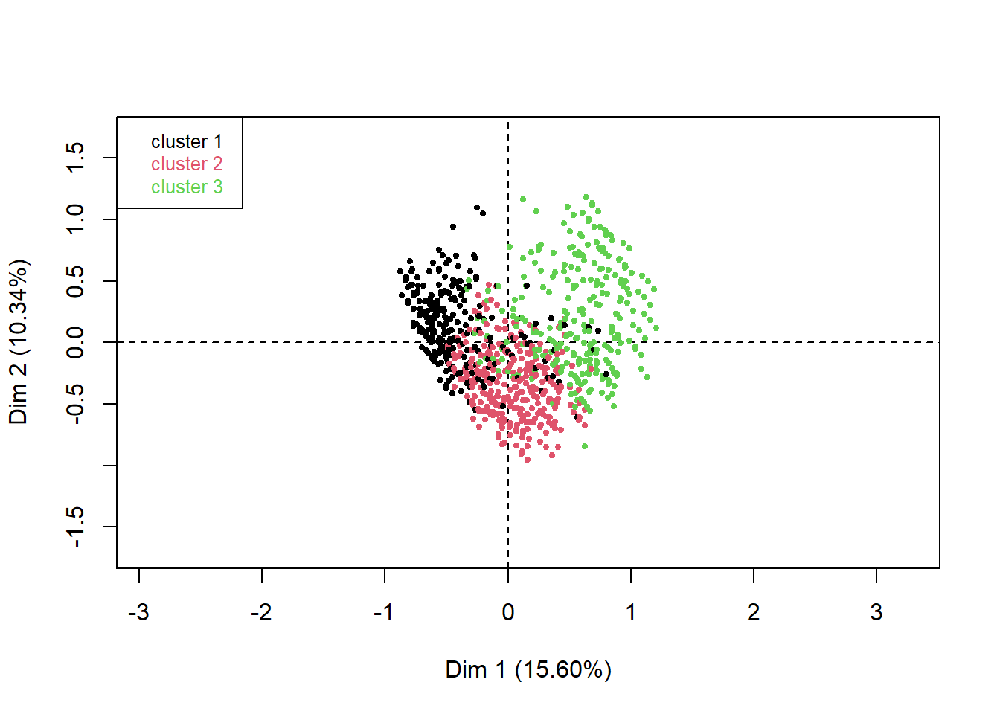 cluster 1
cluster 2
cluster 3
1.5
1.0
0.5
0.0
-0.5
-1.5
Dim 2 (10.34%)
-3 -2 -1 0 1 2 3
Dim 1 (15.60%)